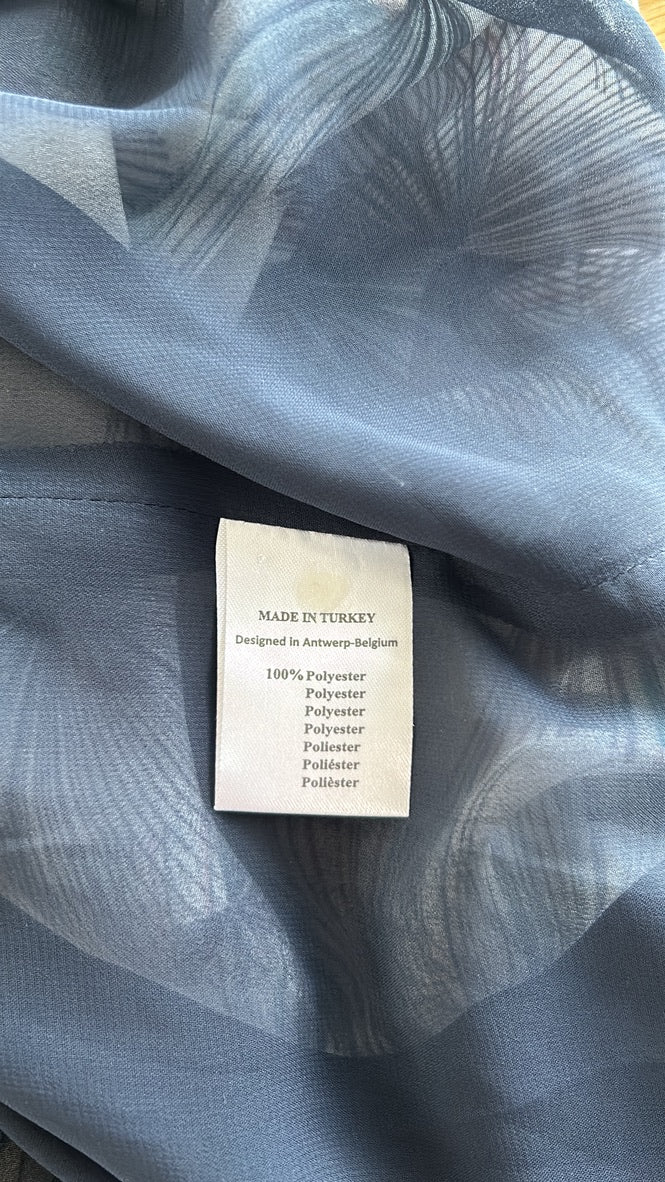 MADE IN TURKEY
Designed in Antwerp-Belgium
100% Polyester
Polyester
Polyester
Polyester
Poliester
Poliéster
Polièster